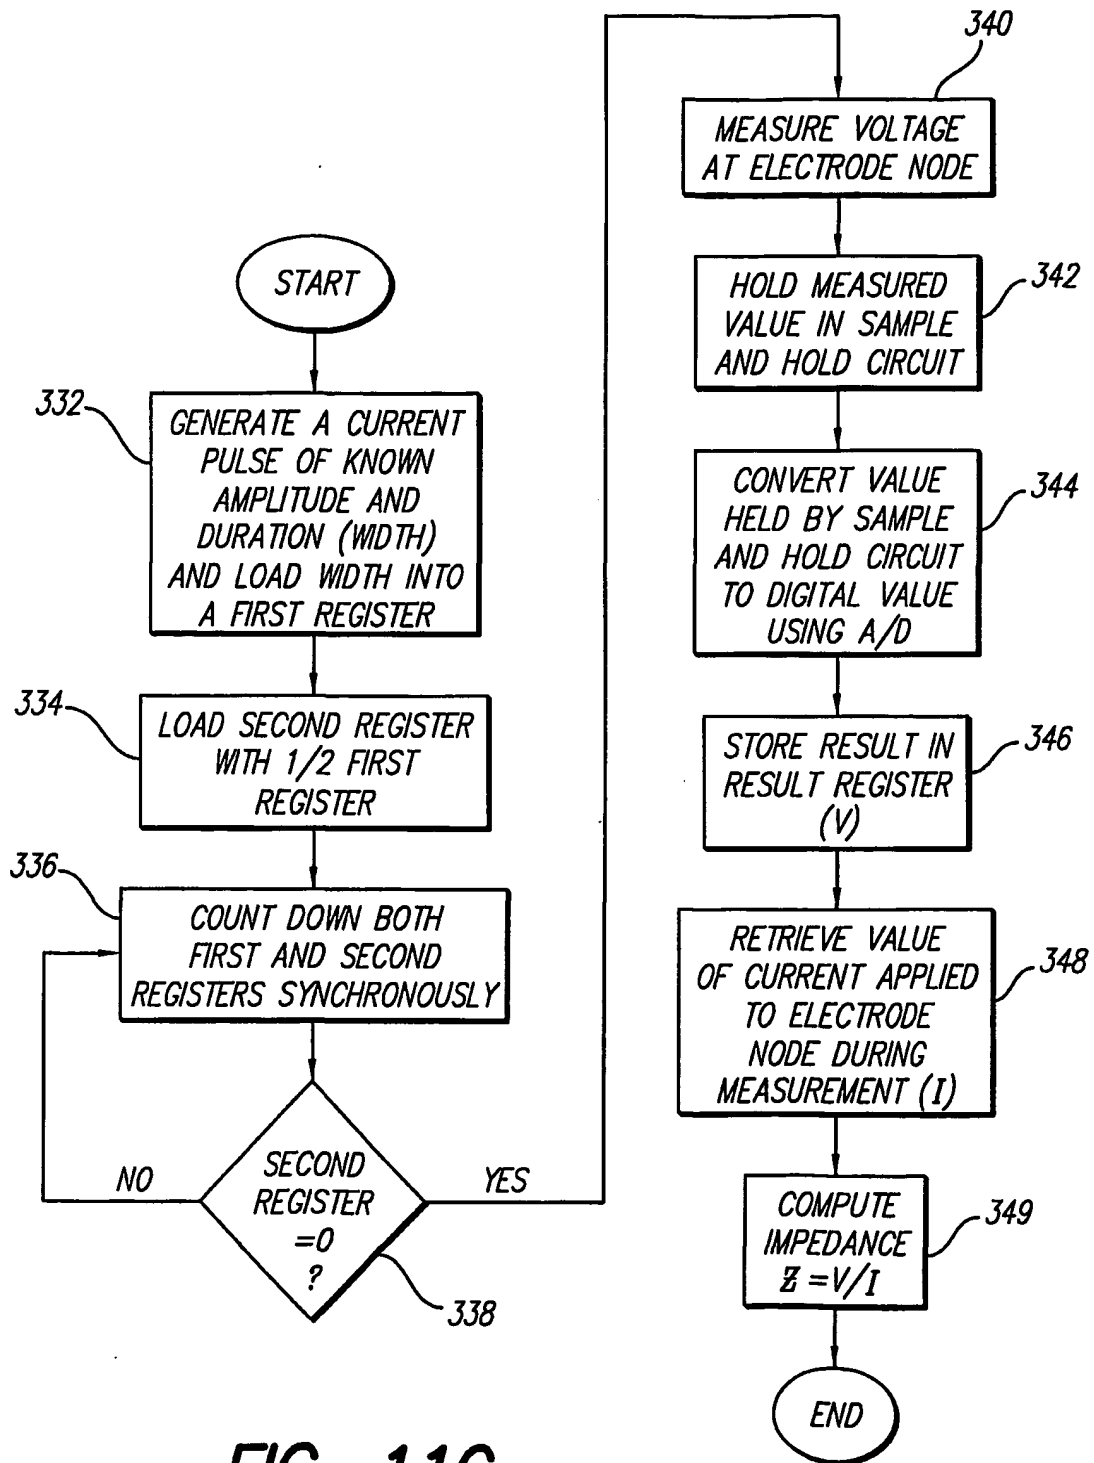 START
332
GENERATE A CURRENT
PULSE OF KNOWN
AMPLITUDE AND
DURATION (WIDTH)
AND LOAD WIDTH INTO
A FIRST REGISTER
334
LOAD SECOND REGISTER
WITH 1/2 FIRST
REGISTER
336
COUNT DOWN BOTH
FIRST AND SECOND
REGISTERS SYNCHRONOUSLY
NO
SECOND
REGISTER
=0
?
YES
338
340
MEASURE VOLTAGE
AT ELECTRODE NODE
342
HOLD MEASURED
VALUE IN SAMPLE
AND HOLD CIRCUIT
344
CONVERT VALUE
HELD BY SAMPLE
AND HOLD CIRCUIT
TO DIGITAL VALUE
USING A/D
346
STORE RESULT IN
RESULT REGISTER
(V)
348
RETRIEVE VALUE
OF CURRENT APPLIED
TO ELECTRODE
NODE DURING
MEASUREMENT (I)
349
COMPUTE
IMPEDANCE
Z=V/I
END
FIG. 11C